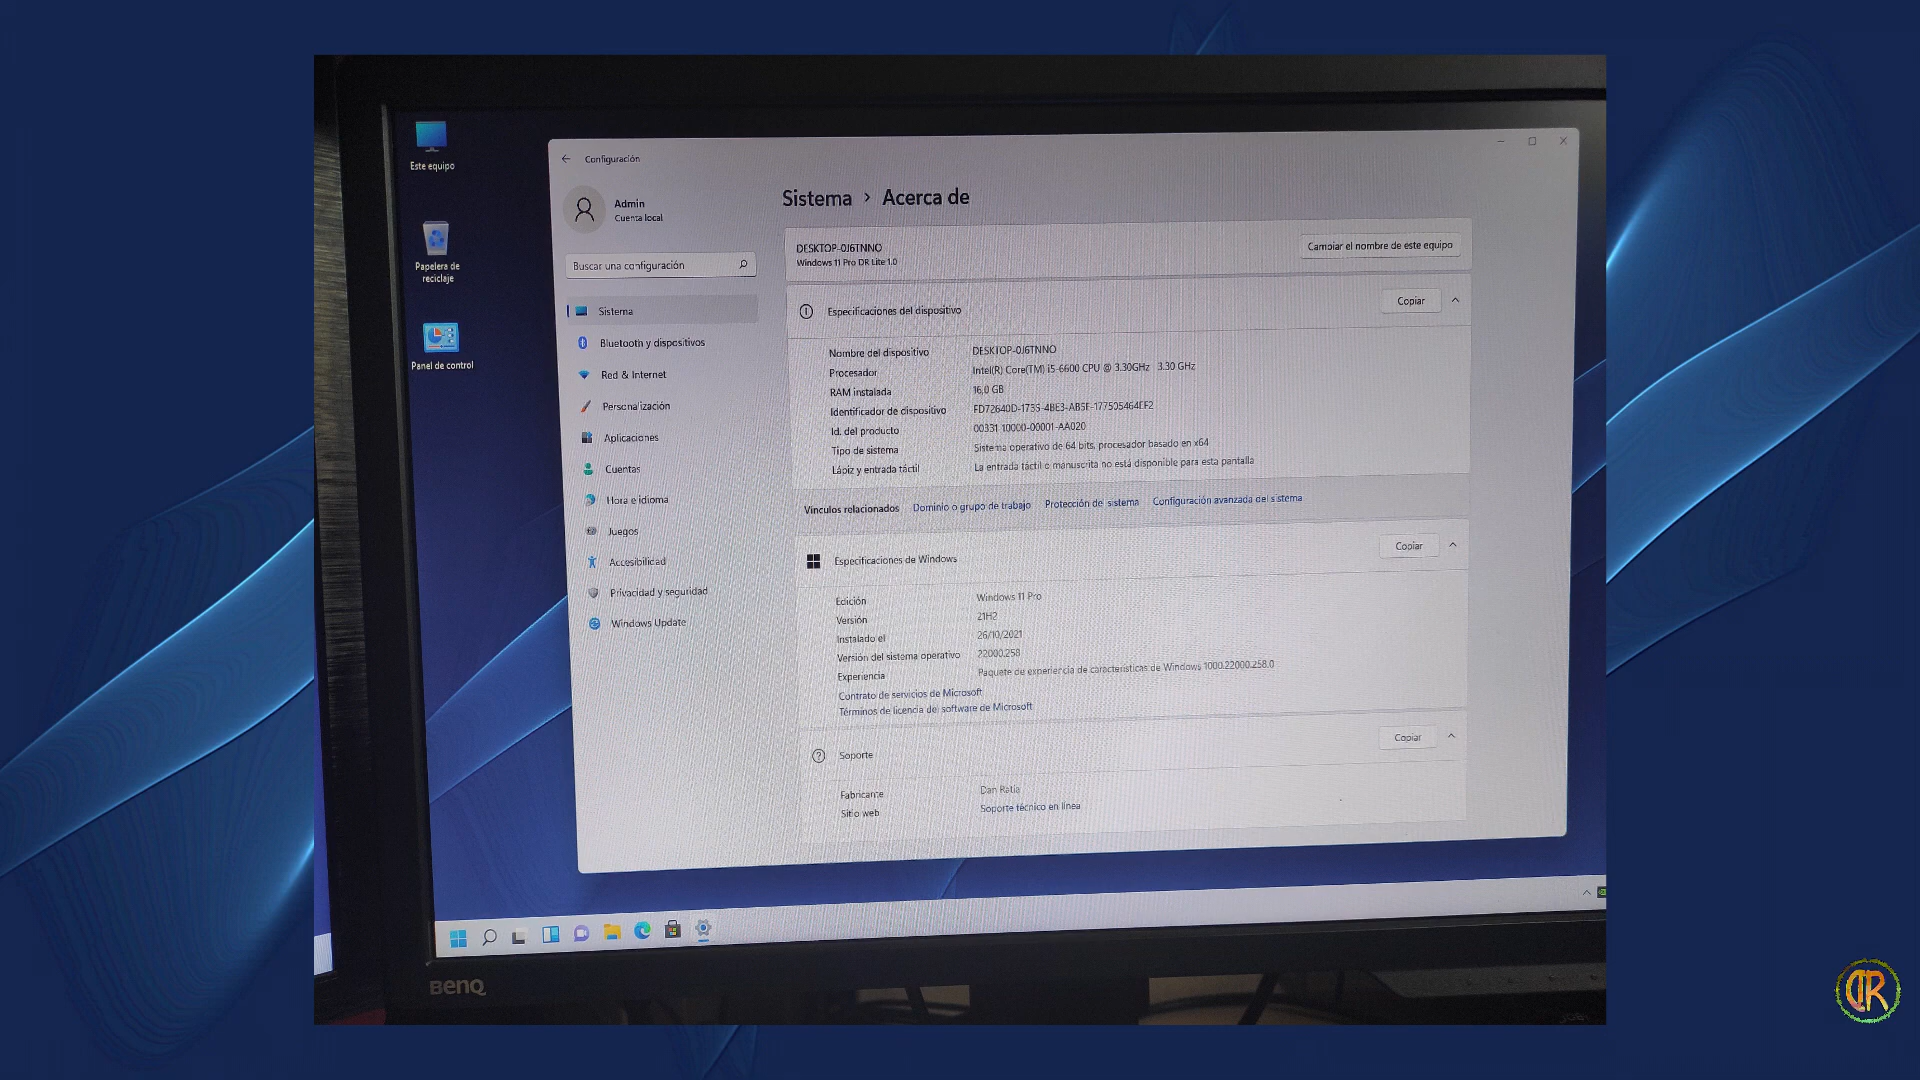 Este equipo
Papelera de
reciclaje
Panel de control
Configuración
Admin
Cuenta local
Buscar una configuración
Sistema
Bluetooth y dispositivos
Red & Internet
Personalización
Aplicaciones
Cuentas
Hora e idioma
Juegos
Accesibilidad
Privacidad y seguridad
Windows Update
Sistema > Acerca de
DESKTOP-0J6TNNO
Windows 11 Pro DR Lite 1.0
Cambiar el nombre de este equipo
Especificaciones del dispositivo
Copiar
Nombre del dispositivo DESKTOP-0J6TNNO
Procesador Intel(R) Core(TM) i5-6600 CPU @ 3.30GHz 3.30 GHz
RAM instalada 16,0 GB
Identificador de dispositivo
Id. del producto 00331-10000-00001-AA020
Tipo de sistema Sistema operativo de 64 bits, procesador basado en x64
Lápiz y entrada táctil La entrada táctil o manuscrita no está disponible para esta pantalla
Vínculos relacionados Dominio o grupo de trabajo Protección del sistema Configuración avanzada del sistema
Especificaciones de Windows
Copiar
Edición Windows 11 Pro
Versión 21H2
Instalado el 26/10/2021
Versión del sistema operativo 22000.258
Experiencia Paquete de experiencia de características de Windows 1000.22000.258.0
Contrato de servicios de Microsoft
Términos de licencia del software de Microsoft
Soporte
Copiar
Fabricante Dan Ratia
Sitio web Soporte técnico en línea
BenQ
DR